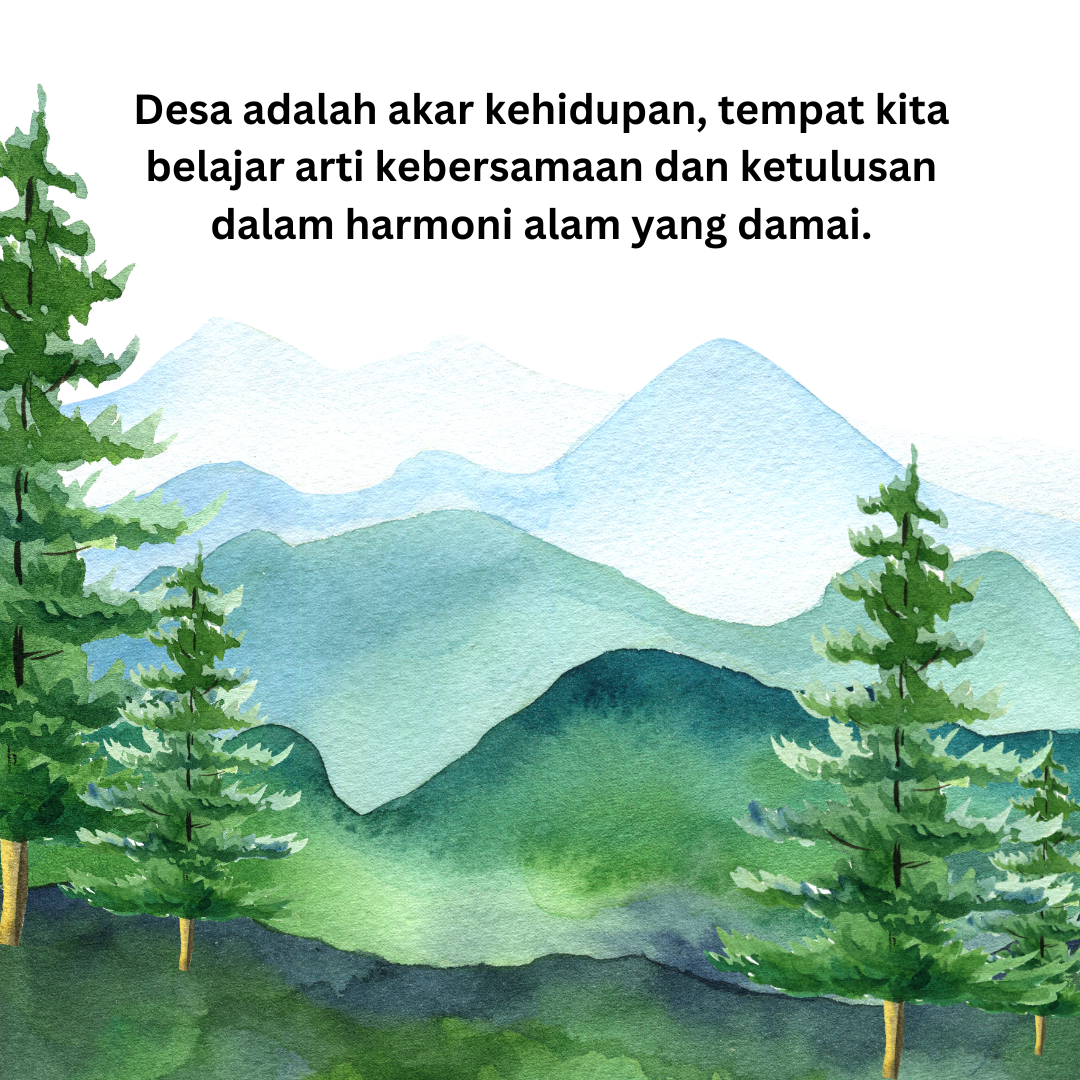 Desa adalah akar kehidupan, tempat kita
belajar arti kebersamaan dan ketulusan
dalam harmoni alam yang damai.